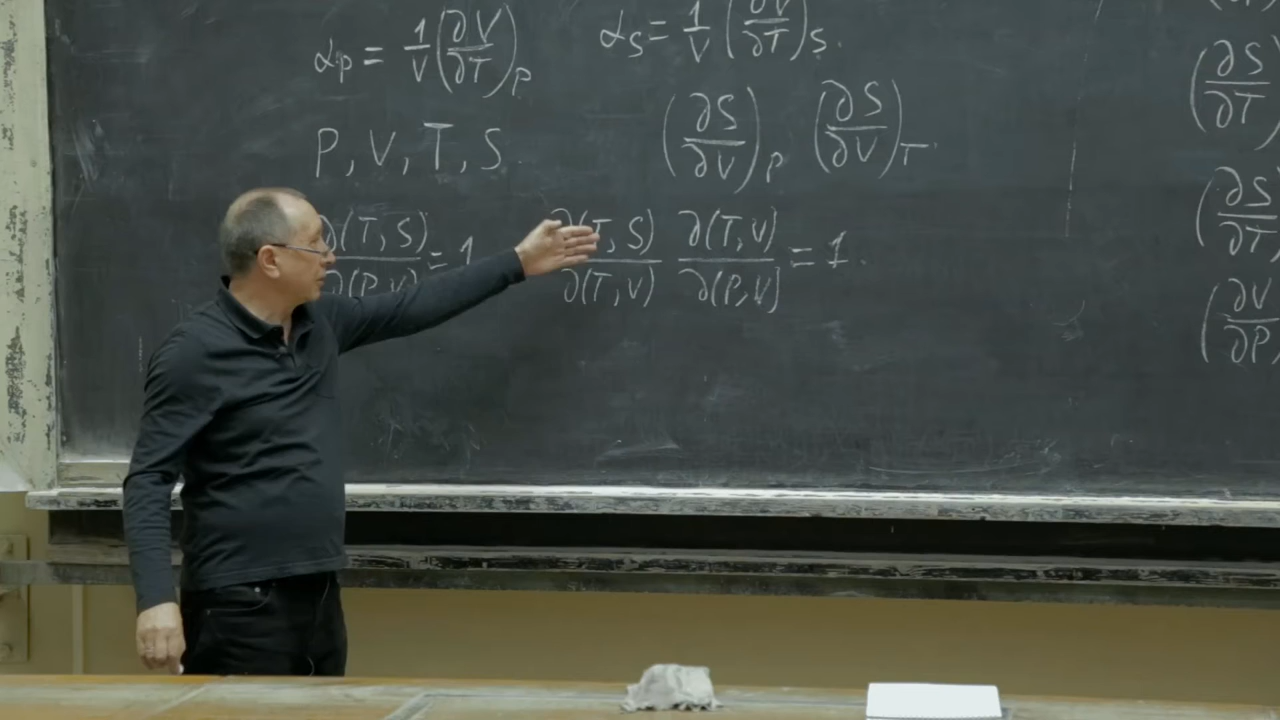 αp = 1/V (∂V/∂T)P   αS = 1/V (∂V/∂T)S.
P, V, T, S   (∂S/∂V)P   (∂S/∂V)T
∂(T, S)/∂(P, V) = 1   ∂(T, S)/∂(T, V) ∂(T, V)/∂(P, V) = 1.
(∂S/∂T)
(∂S/∂T)
(∂V/∂P)